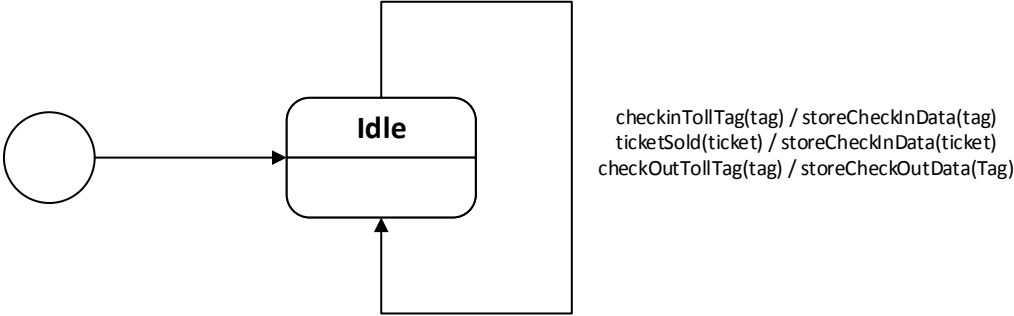 Idle
checkinTollTag(tag) / storeCheckInData(tag)
ticketSold(ticket) / storeCheckInData(ticket)
checkOutTollTag(tag) / storeCheckOutData(Tag)